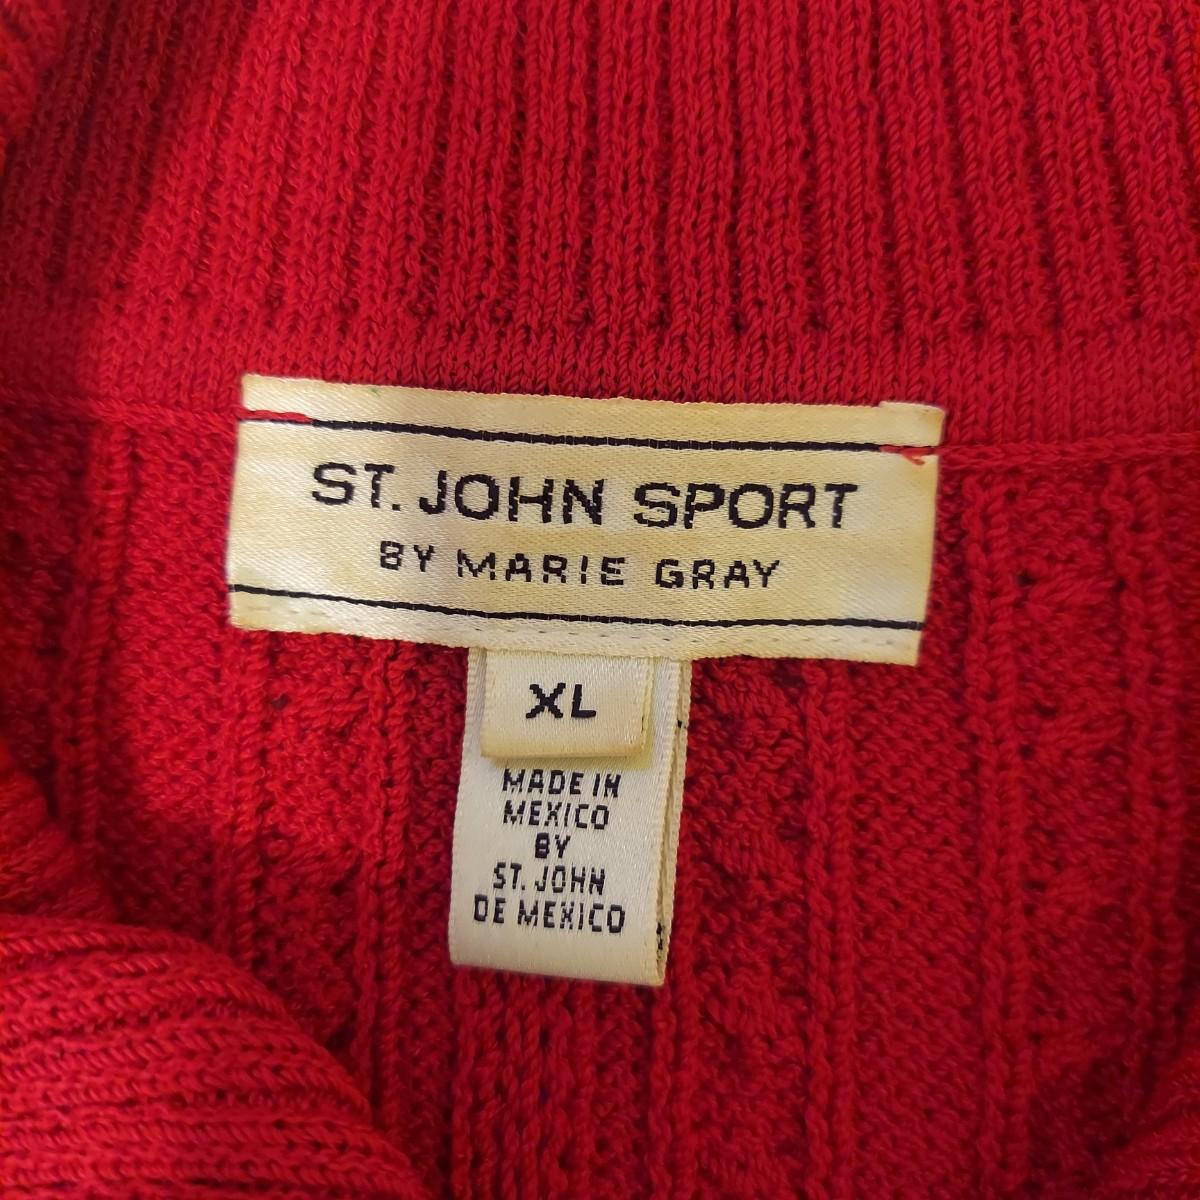 ST. JOHN SPORT
BY MARIE GRAY
XL
MADE IN
MEXICO
BY
ST. JOHN
DE MEXICO